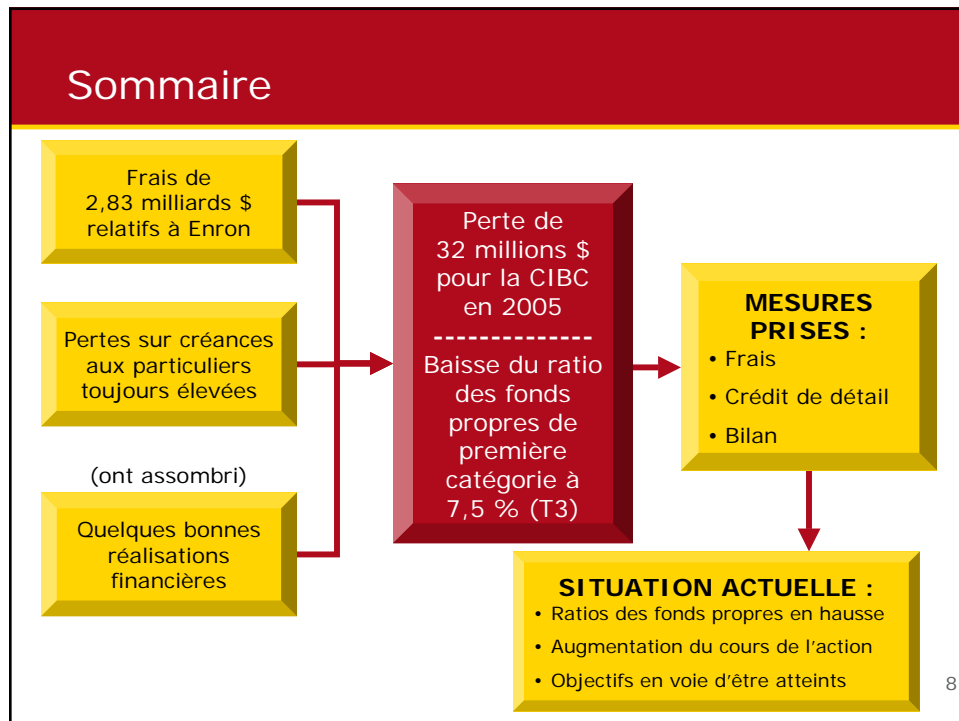 Sommaire
Frais de
2,83 milliards $
relatifs à Enron
Pertes sur créances
aux particuliers
toujours élevées
(ont assombri)
Quelques bonnes
réalisations
financières
Perte de
32 millions $
pour la CIBC
en 2005
---------------
Baisse du ratio
des fonds
propres de
première
catégorie à
7,5 % (T3)
MESURES
PRISES :
• Frais
• Crédit de détail
• Bilan
SITUATION ACTUELLE :
• Ratios des fonds propres en hausse
• Augmentation du cours de l'action
• Objectifs en voie d'être atteints
8